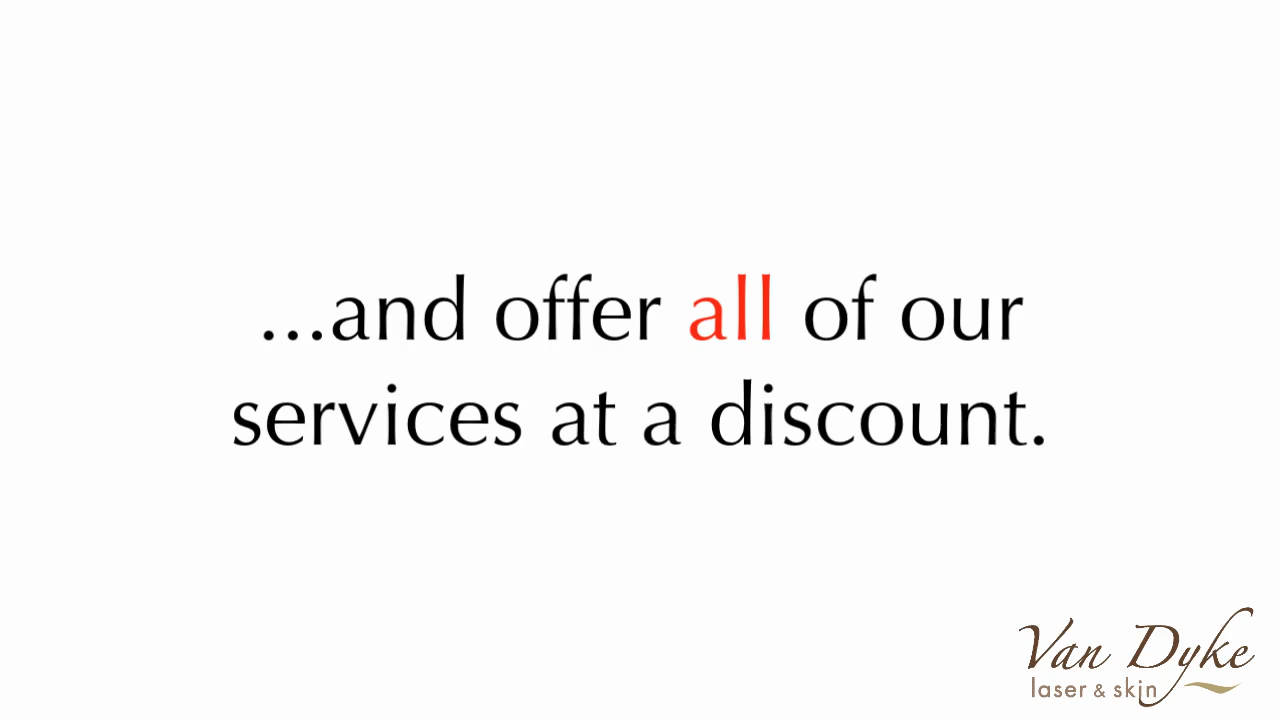 ...and offer all of our
services at a discount.
Van Dyke
laser & skin